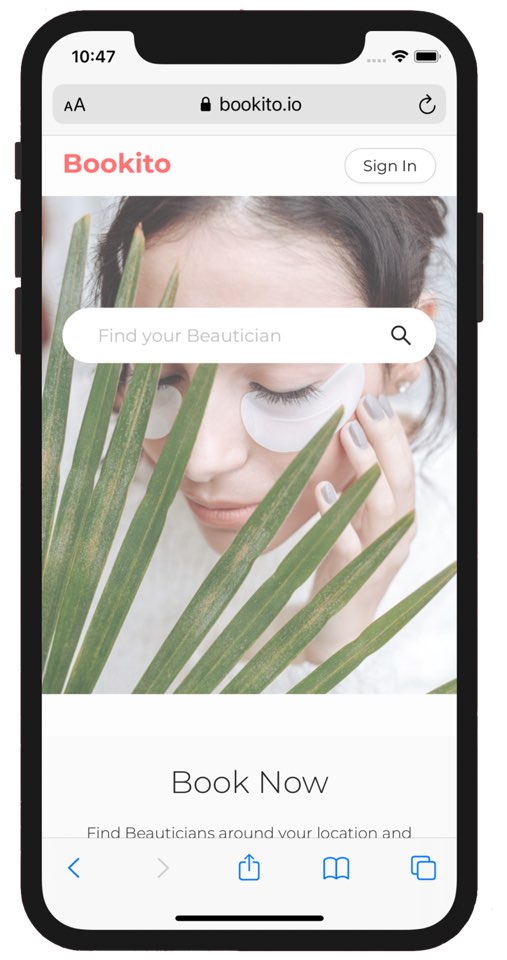 10:47
AA bookito.io
Bookito Sign In
Find your Beautician
Book Now
Find Beauticians around your location and